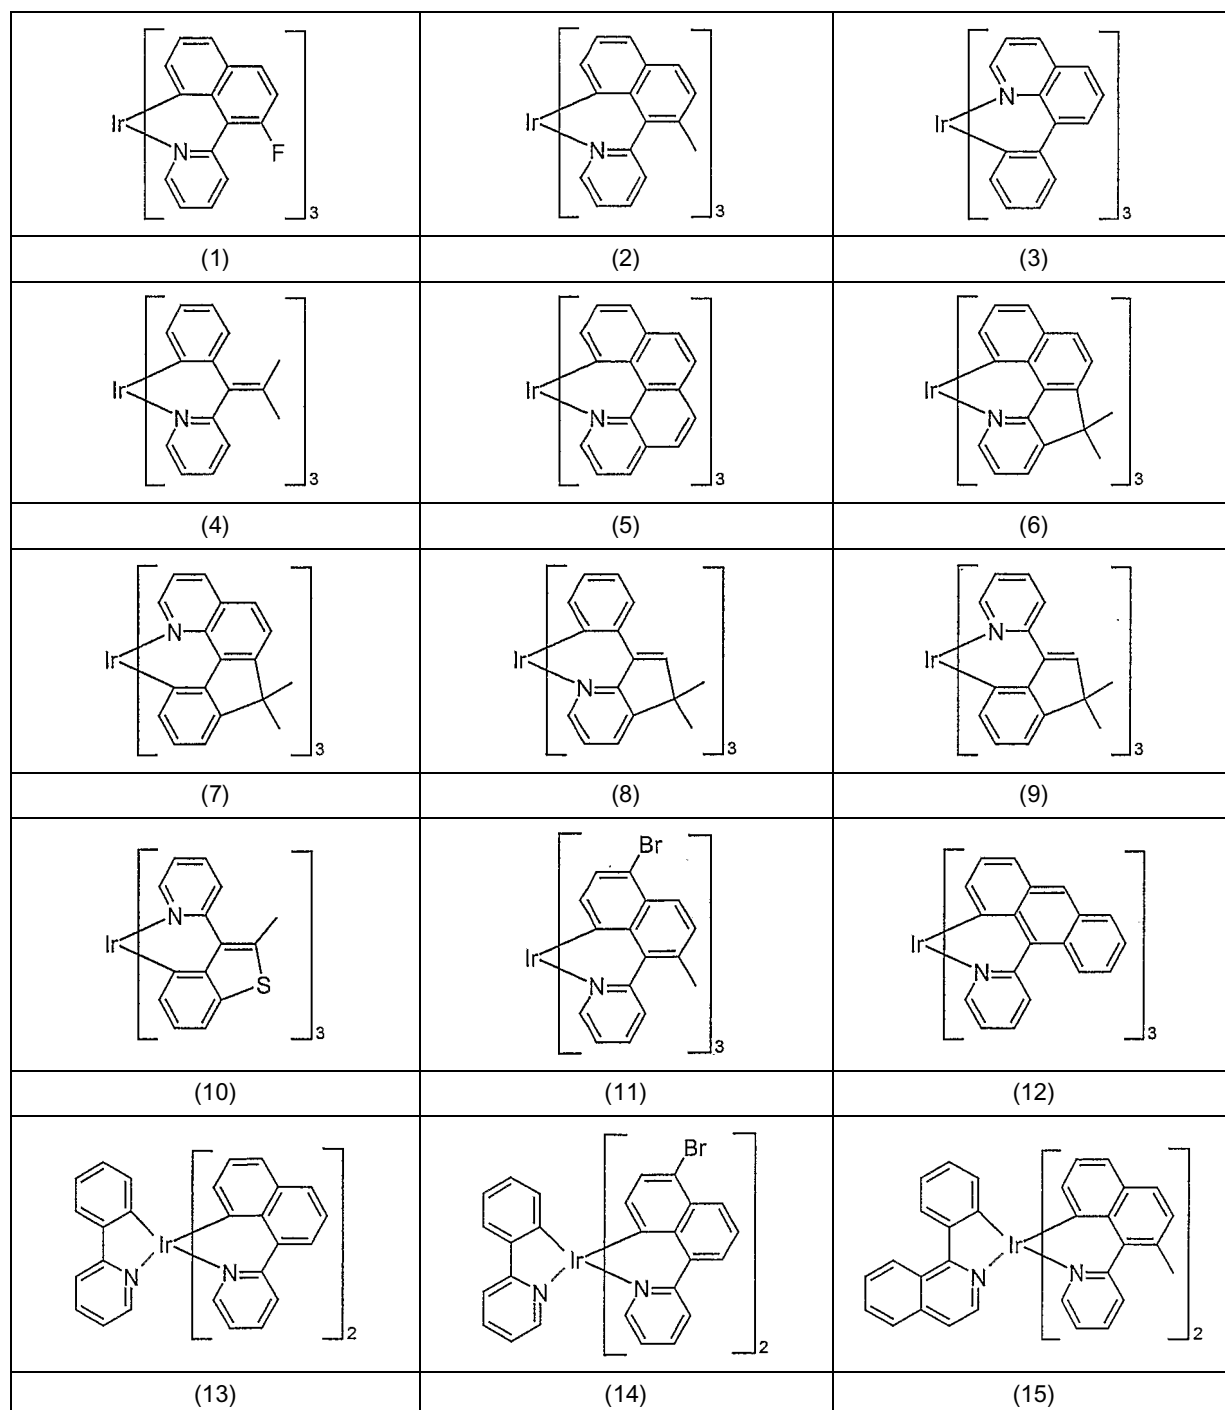 Ir N F 3
Ir N 3
Ir N 3
(1) (2) (3)
Ir N 3
Ir N 3
Ir N 3
(4) (5) (6)
Ir N 3
Ir N 3
Ir N 3
(7) (8) (9)
Ir N S 3
Br Ir N 3
Ir N 3
(10) (11) (12)
Ir N N 2
Br Ir N N 2
Ir N N 2
(13) (14) (15)